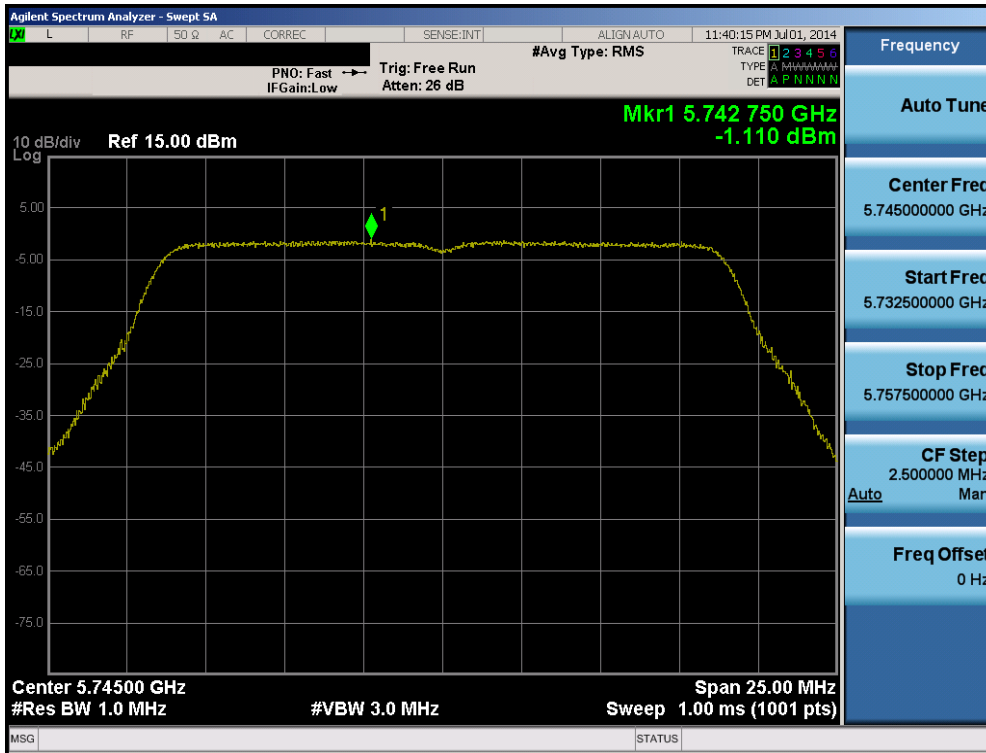 Agilent Spectrum Analyzer - Swept SA
LXI L RF 50 Ω AC CORREC SENSE:INT ALIGN AUTO 11:40:15 PM Jul 01, 2014
#Avg Type: RMS TRACE 1 2 3 4 5 6
PNO: Fast Trig: Free Run TYPE A M
IFGain:Low Atten: 26 dB DET A P N N N N
Mkr1 5.742 750 GHz
-1.110 dBm
10 dB/div Ref 15.00 dBm
Log
1
5.00
-5.00
-15.0
-25.0
-35.0
-45.0
-55.0
-65.0
-75.0
Center 5.74500 GHz Span 25.00 MHz
#Res BW 1.0 MHz #VBW 3.0 MHz Sweep 1.00 ms (1001 pts)
MSG STATUS
Frequency
Auto Tune
Center Freq
5.745000000 GHz
Start Freq
5.732500000 GHz
Stop Freq
5.757500000 GHz
CF Step
2.500000 MHz
Auto Man
Freq Offset
0 Hz